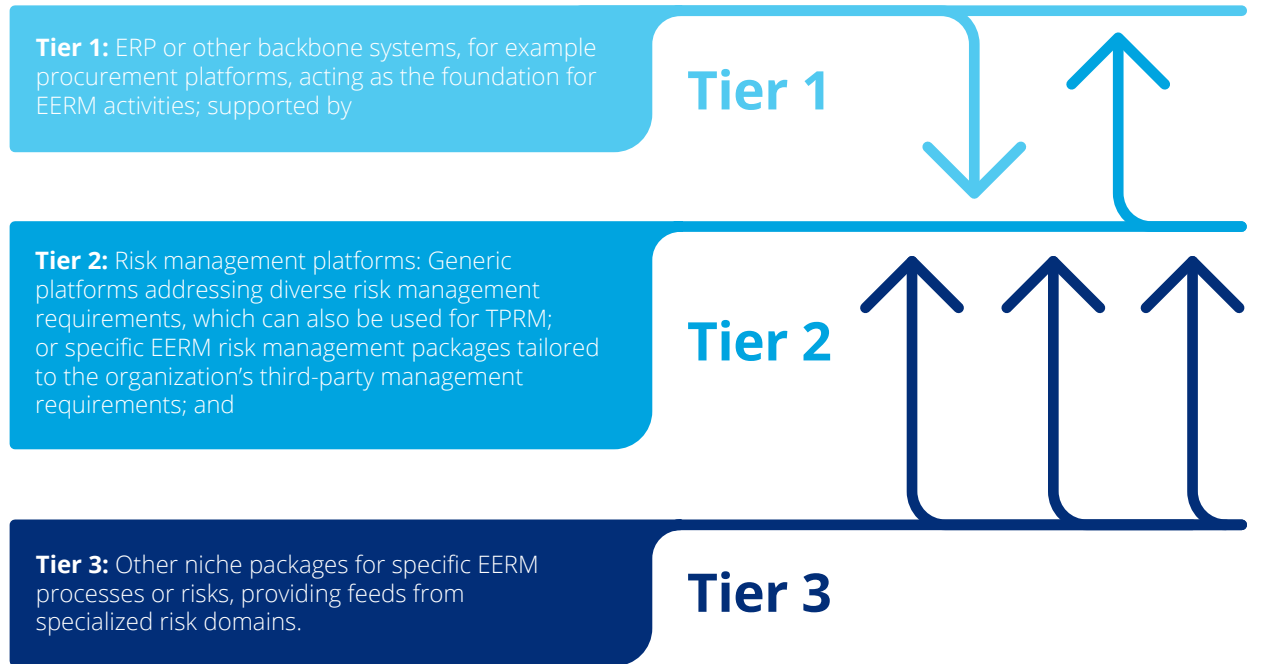 Tier 1: ERP or other backbone systems, for example
procurement platforms, acting as the foundation for
EERM activities; supported by
Tier 1
Tier 2: Risk management platforms: Generic
platforms addressing diverse risk management
requirements, which can also be used for TPRM;
or specific EERM risk management packages tailored
to the organization’s third-party management
requirements; and
Tier 2
Tier 3: Other niche packages for specific EERM
processes or risks, providing feeds from
specialized risk domains.
Tier 3